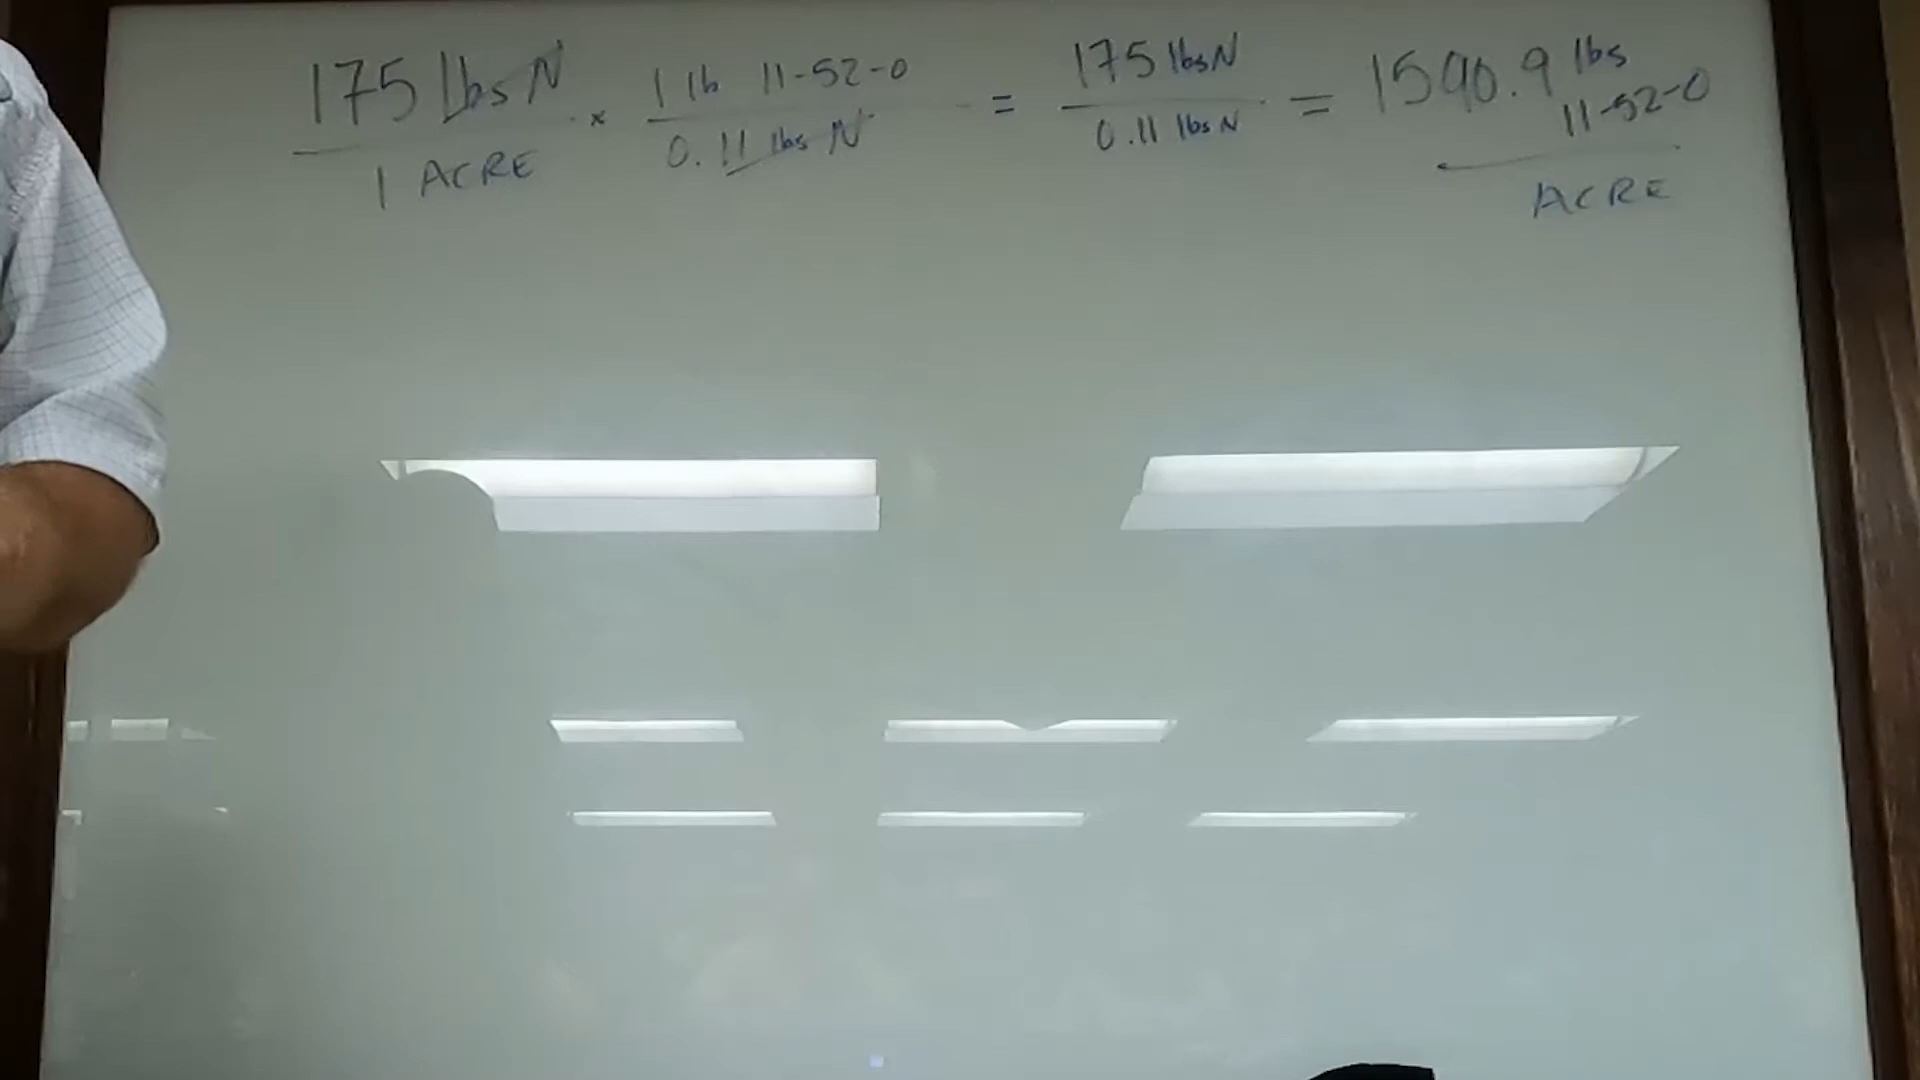 175 lbs N / 1 ACRE × 1 lb 11-52-0 / 0.11 lbs N = 175 lbs N / 0.11 lbs N = 1590.9 lbs 11-52-0 / ACRE